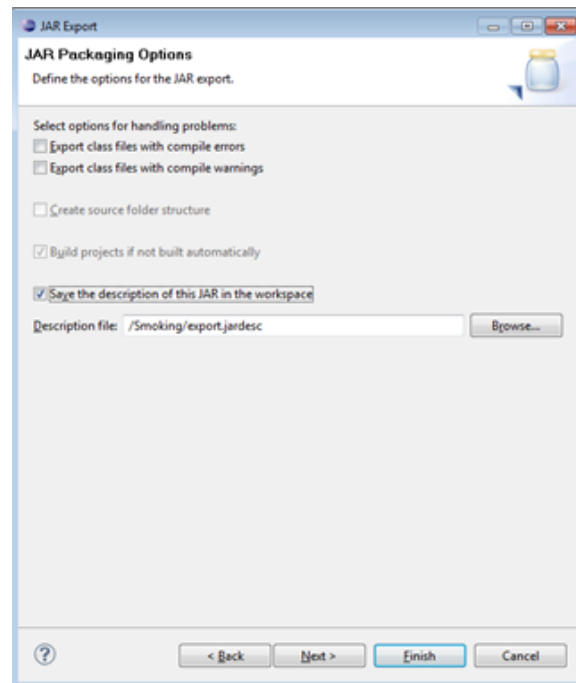 JAR Export
JAR Packaging Options
Define the options for the JAR export.
Select options for handling problems:
Export class files with compile errors
Export class files with compile warnings
Create source folder structure
Build projects if not built automatically
Save the description of this JAR in the workspace
Description file: /Smoking/export.jardesc Browse...
? < Back Next > Finish Cancel